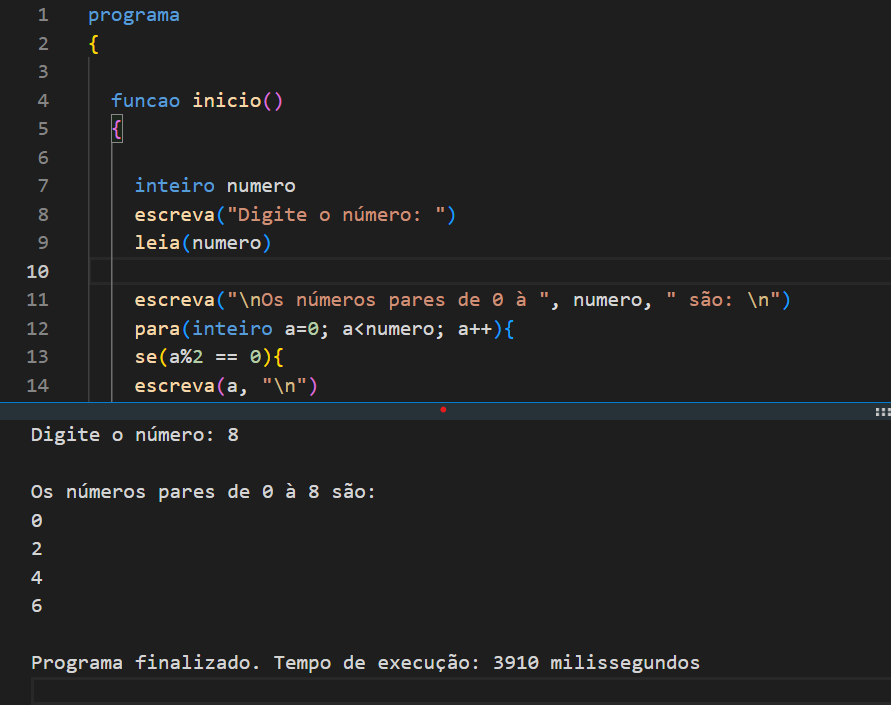 1 programa
2 {
3
4 funcao inicio()
5 {
6
7 inteiro numero
8 escreva("Digite o número: ")
9 leia(numero)
10
11 escreva("\nOs números pares de 0 à ", numero, " são: \n")
12 para(inteiro a=0; a<numero; a++){
13 se(a%2 == 0){
14 escreva(a, "\n")
Digite o número: 8
Os números pares de 0 à 8 são:
0
2
4
6
Programa finalizado. Tempo de execução: 3910 milissegundos